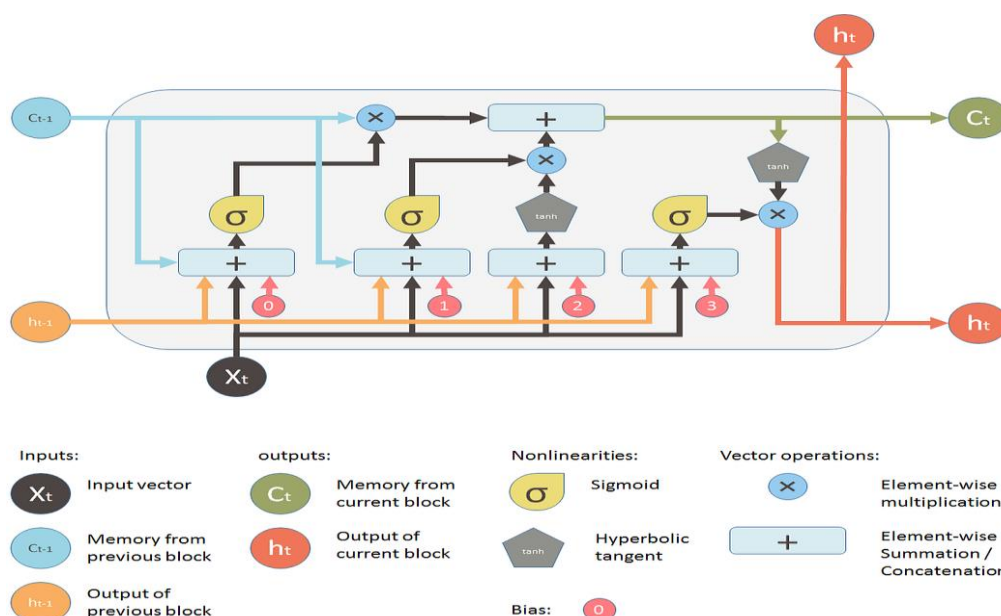 hₜ
Cₜ₋₁
×
+
Cₜ
×
tanh
σ
σ
tanh
σ
×
+
+
+
+
0
1
2
3
hₜ₋₁
hₜ
Xₜ
Inputs:
outputs:
Nonlinearities:
Vector operations:
Xₜ
Input vector
Cₜ
Memory from
current block
σ
Sigmoid
×
Element-wise
multiplication
Cₜ₋₁
Memory from
previous block
hₜ
Output of
current block
tanh
Hyperbolic
tangent
+
Element-wise
Summation /
Concatenation
hₜ₋₁
Output of
previous block
Bias:
0